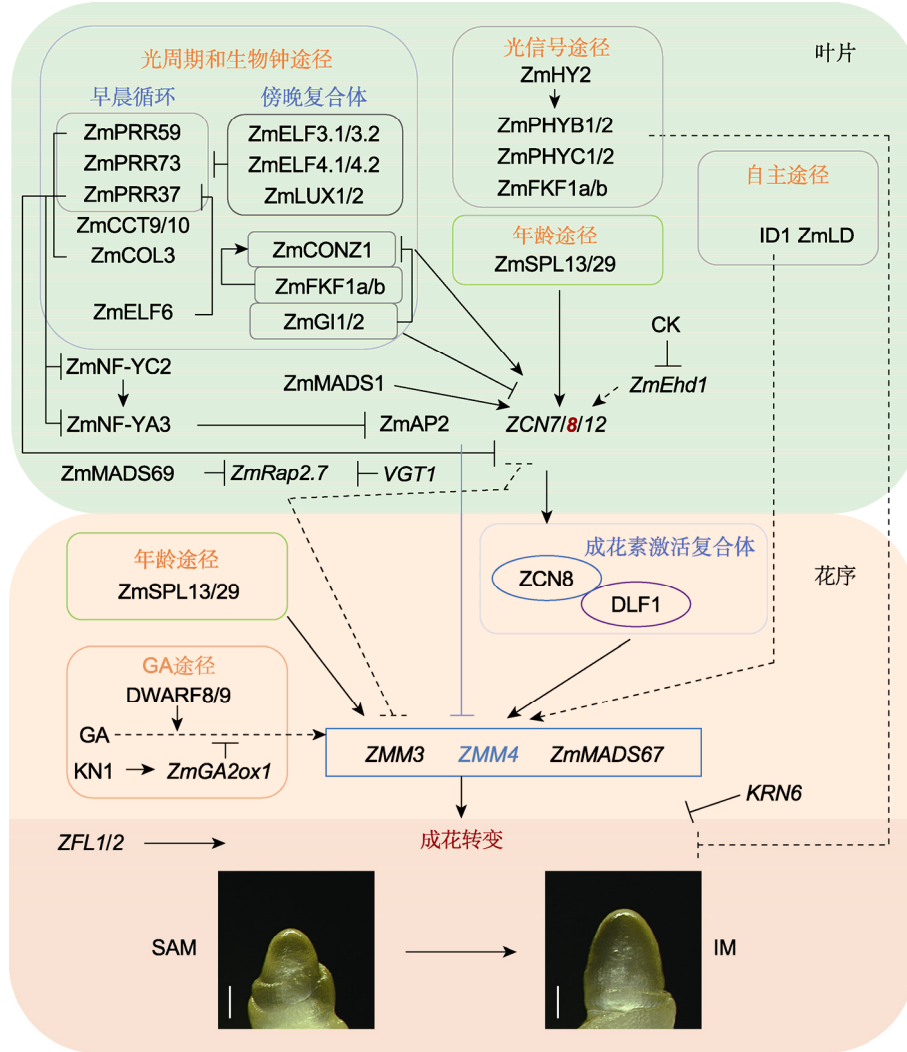 光周期和生物钟途径
早晨循环
傍晚复合体
ZmPRR59
ZmPRR73
ZmPRR37
ZmCCT9/10
ZmCOL3
ZmELF6
ZmELF3.1/3.2
ZmELF4.1/4.2
ZmLUX1/2
ZmCONZ1
ZmFKF1a/b
ZmGI1/2
光信号途径
ZmHY2
ZmPHYB1/2
ZmPHYC1/2
ZmFKF1a/b
叶片
自主途径
ID1 ZmLD
年龄途径
ZmSPL13/29
CK
ZmEhd1
ZmNF-YC2
ZmMADS1
ZmNF-YA3
ZmAP2
ZCN7/8/12
ZmMADS69
ZmRap2.7
VGT1
年龄途径
ZmSPL13/29
成花素激活复合体
ZCN8
DLF1
花序
GA途径
DWARF8/9
GA
KN1
ZmGA2ox1
ZMM3 ZMM4 ZmMADS67
KRN6
ZFL1/2
成花转变
SAM
IM